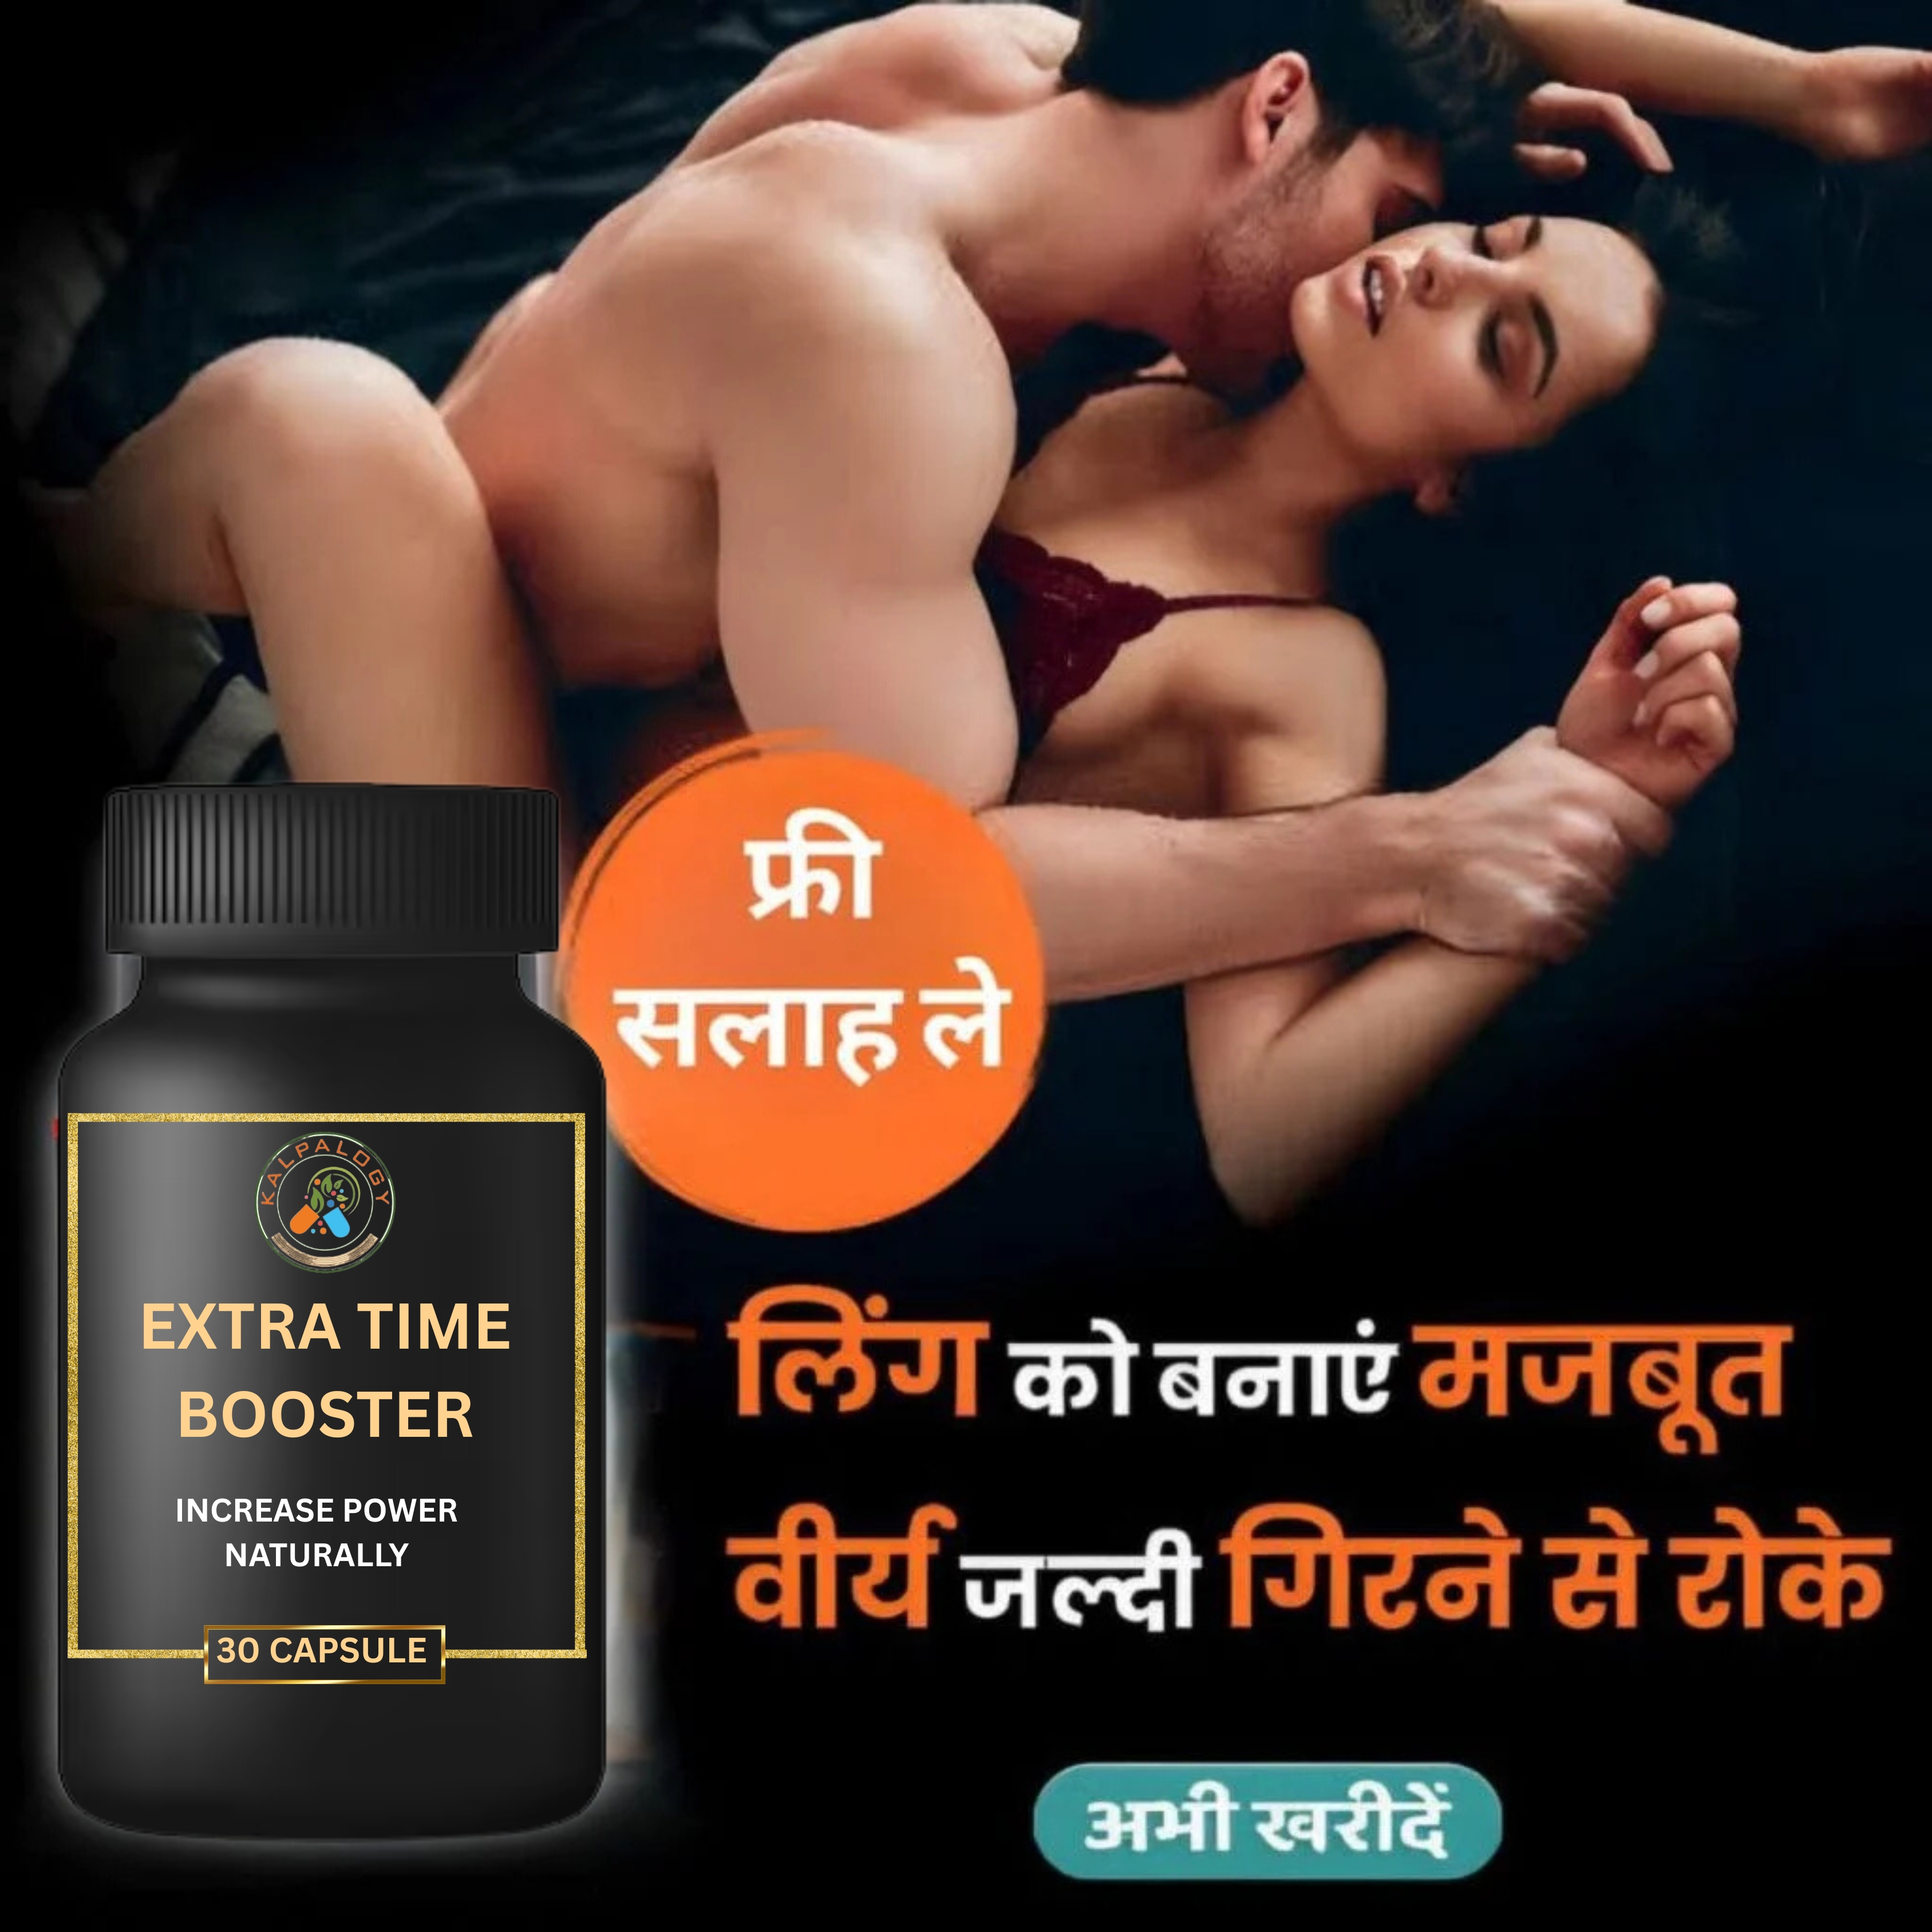 फ्री
सलाह ले
KALPALOGY
EXTRA TIME
BOOSTER
INCREASE POWER
NATURALLY
30 CAPSULE
लिंग को बनाएं मजबूत
वीर्य जल्दी गिरने से रोके
अभी खरीदें